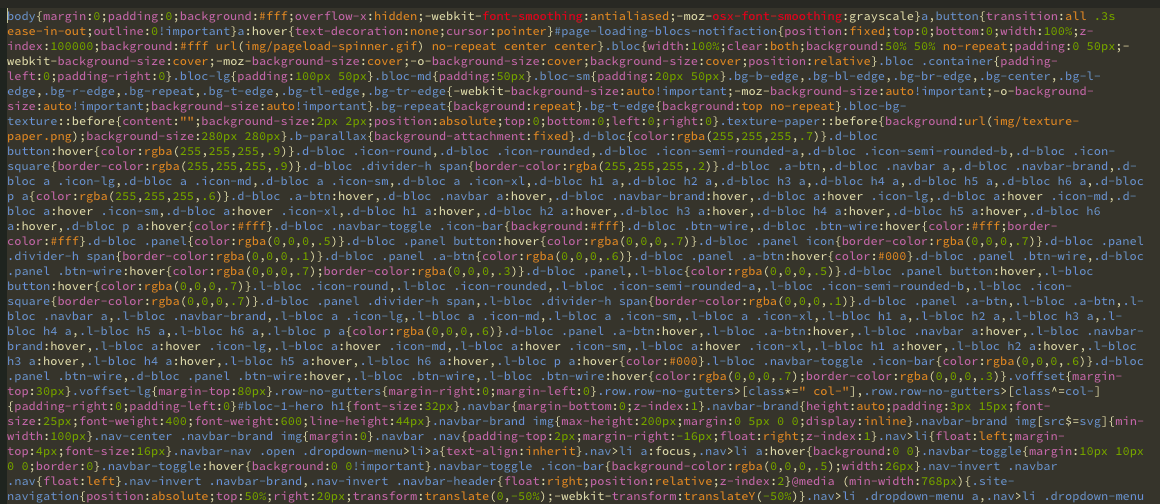 body{margin:0;padding:0;background:#fff;overflow-x:hidden;-webkit-font-smoothing:antialiased;-moz-osx-font-smoothing:grayscale}a,button{transition:all .3s
ease-in-out;outline:0!important}a:hover{text-decoration:none;cursor:pointer}#page-loading-blocs-notifaction{position:fixed;top:0;bottom:0;width:100%;z-
index:100000;background:#fff url(img/pageload-spinner.gif) no-repeat center center}.bloc{width:100%;clear:both;background:50% 50% no-repeat;padding:0 50px;-
webkit-background-size:cover;-moz-background-size:cover;-o-background-size:cover;background-size:cover;position:relative}.bloc .container{padding-
left:0;padding-right:0}.bloc-lg{padding:100px 50px}.bloc-md{padding:50px}.bloc-sm{padding:20px 50px}.bg-b-edge,.bg-bl-edge,.bg-br-edge,.bg-center,.bg-l-
edge,.bg-r-edge,.bg-repeat,.bg-t-edge,.bg-tl-edge,.bg-tr-edge{-webkit-background-size:auto!important;-moz-background-size:auto!important;-o-background-
size:auto!important;background-size:auto!important}.bg-repeat{background:repeat}.bg-t-edge{background:top no-repeat}.bloc-bg-
texture::before{content:"";background-size:2px 2px;position:absolute;top:0;bottom:0;left:0;right:0}.texture-paper::before{background:url(img/texture-
paper.png);background-size:280px 280px}.b-parallax{background-attachment:fixed}.d-bloc{color:rgba(255,255,255,.7)}.d-bloc
button:hover{color:rgba(255,255,255,.9)}.d-bloc .icon-round,.d-bloc .icon-rounded,.d-bloc .icon-semi-rounded-a,.d-bloc .icon-semi-rounded-b,.d-bloc .icon-
square{border-color:rgba(255,255,255,.9)}.d-bloc .divider-h span{border-color:rgba(255,255,255,.2)}.d-bloc .a-btn,.d-bloc .navbar a,.d-bloc .navbar-brand,.d-
bloc a .icon-lg,.d-bloc a .icon-md,.d-bloc a .icon-sm,.d-bloc a .icon-xl,.d-bloc h1 a,.d-bloc h2 a,.d-bloc h3 a,.d-bloc h4 a,.d-bloc h5 a,.d-bloc h6 a,.d-bloc
p a{color:rgba(255,255,255,.6)}.d-bloc .a-btn:hover,.d-bloc .navbar a:hover,.d-bloc .navbar-brand:hover,.d-bloc a:hover .icon-lg,.d-bloc a:hover .icon-md,.d-
bloc a:hover .icon-sm,.d-bloc a:hover .icon-xl,.d-bloc h1 a:hover,.d-bloc h2 a:hover,.d-bloc h3 a:hover,.d-bloc h4 a:hover,.d-bloc h5 a:hover,.d-bloc h6
a:hover,.d-bloc p a:hover{color:#fff}.d-bloc .navbar-toggle .icon-bar{background:#fff}.d-bloc .btn-wire,.d-bloc .btn-wire:hover{color:#fff;border-
color:#fff}.d-bloc .panel{color:rgba(0,0,0,.5)}.d-bloc .panel button:hover{color:rgba(0,0,0,.7)}.d-bloc .panel icon{border-color:rgba(0,0,0,.7)}.d-bloc .panel
.divider-h span{border-color:rgba(0,0,0,.1)}.d-bloc .panel .a-btn{color:rgba(0,0,0,.6)}.d-bloc .panel .a-btn:hover{color:#000}.d-bloc .panel .btn-wire,.d-bloc
.panel .btn-wire:hover{color:rgba(0,0,0,.7);border-color:rgba(0,0,0,.3)}.d-bloc .panel,.l-bloc{color:rgba(0,0,0,.5)}.d-bloc .panel button:hover,.l-bloc
button:hover{color:rgba(0,0,0,.7)}.l-bloc .icon-round,.l-bloc .icon-rounded,.l-bloc .icon-semi-rounded-a,.l-bloc .icon-semi-rounded-b,.l-bloc .icon-
square{border-color:rgba(0,0,0,.7)}.d-bloc .panel .divider-h span,.l-bloc .divider-h span{border-color:rgba(0,0,0,.1)}.d-bloc .panel .a-btn,.l-bloc .a-btn,.l-
bloc .navbar a,.l-bloc .navbar-brand,.l-bloc a .icon-lg,.l-bloc a .icon-md,.l-bloc a .icon-sm,.l-bloc a .icon-xl,.l-bloc h1 a,.l-bloc h2 a,.l-bloc h3 a,.l-
bloc h4 a,.l-bloc h5 a,.l-bloc h6 a,.l-bloc p a{color:rgba(0,0,0,.6)}.d-bloc .panel .a-btn:hover,.l-bloc .a-btn:hover,.l-bloc .navbar a:hover,.l-bloc .navbar-
brand:hover,.l-bloc a:hover .icon-lg,.l-bloc a:hover .icon-md,.l-bloc a:hover .icon-sm,.l-bloc a:hover .icon-xl,.l-bloc h1 a:hover,.l-bloc h2 a:hover,.l-bloc
h3 a:hover,.l-bloc h4 a:hover,.l-bloc h5 a:hover,.l-bloc h6 a:hover,.l-bloc p a:hover{color:#000}.l-bloc .navbar-toggle .icon-bar{color:rgba(0,0,0,.6)}.d-bloc
.panel .btn-wire,.d-bloc .panel .btn-wire:hover,.l-bloc .btn-wire,.l-bloc .btn-wire:hover{color:rgba(0,0,0,.7);border-color:rgba(0,0,0,.3)}.voffset{margin-
top:30px}.voffset-lg{margin-top:80px}.row-no-gutters{margin-right:0;margin-left:0}.row.row-no-gutters>[class*=" col-"],.row.row-no-gutters>[class^=col-]
{padding-right:0;padding-left:0}#bloc-1-hero h1{font-size:32px}.navbar{margin-bottom:0;z-index:1}.navbar-brand{height:auto;padding:3px 15px;font-
size:25px;font-weight:400;font-weight:600;line-height:44px}.navbar-brand img{max-height:200px;margin:0 5px 0 0;display:inline}.navbar-brand img[src$=svg]{min-
width:100px}.nav-center .navbar-brand img{margin:0}.navbar .nav{padding-top:2px;margin-right:-16px;float:right;z-index:1}.nav>li{float:left;margin-
top:4px;font-size:16px}.navbar-nav .open .dropdown-menu>li>a{text-align:inherit}.nav>li a:focus,.nav>li a:hover{background:0 0}.navbar-toggle{margin:10px 10px
0 0;border:0}.navbar-toggle:hover{background:0 0!important}.navbar-toggle .icon-bar{background-color:rgba(0,0,0,.5);width:26px}.nav-invert .navbar
.nav{float:left}.nav-invert .navbar-brand,.nav-invert .navbar-header{float:right;position:relative;z-index:2}@media (min-width:768px){.site-
navigation{position:absolute;top:50%;right:20px;transform:translate(0,-50%);-webkit-transform:translateY(-50%)}.nav>li .dropdown-menu a,.nav>li .dropdown-menu